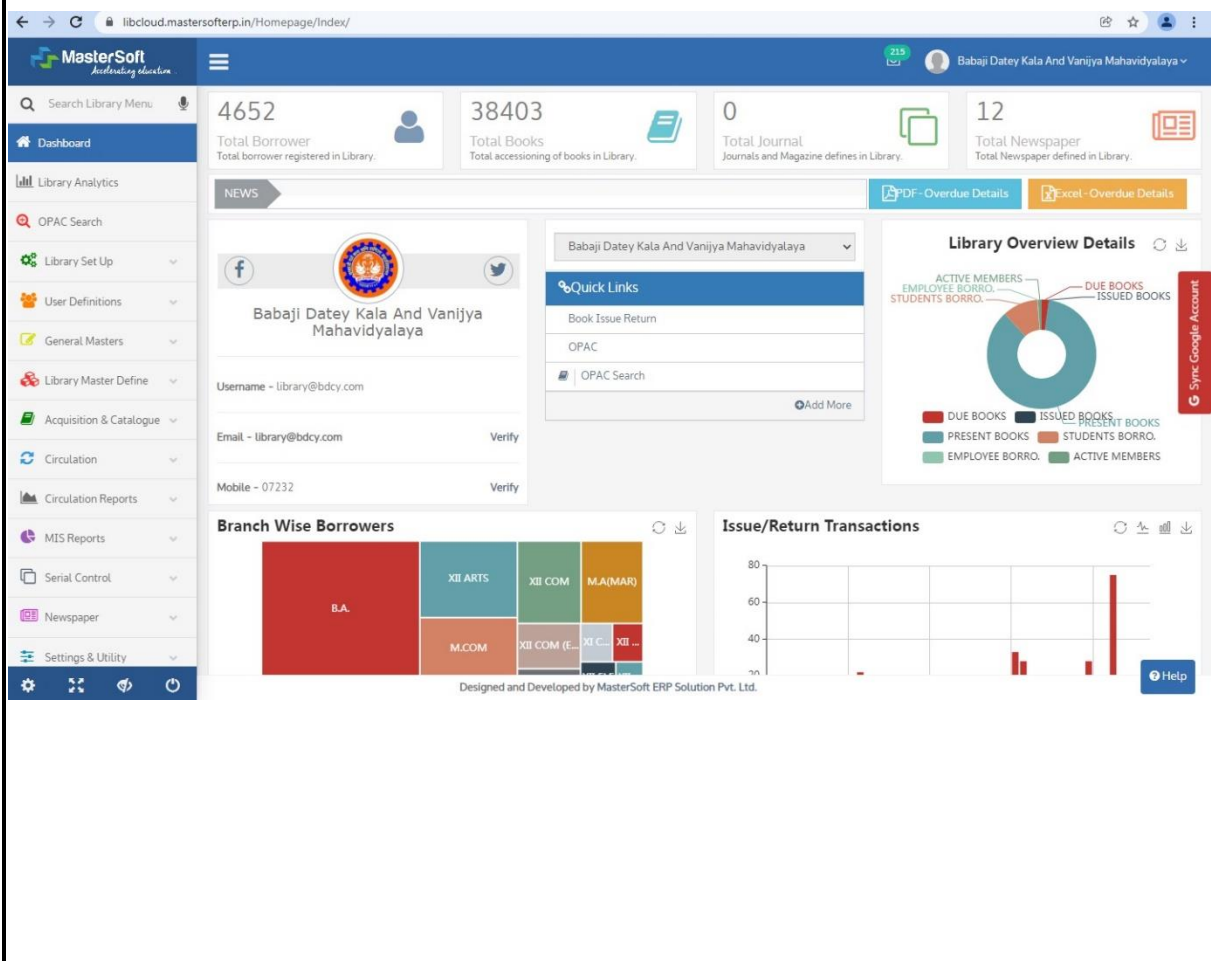 libcloud.mastersofterp.in/Homepage/Index/
MasterSoft
Accelerating education
215
Babaji Datey Kala And Vanijya Mahavidyalaya
Search Library Menu
Dashboard
Library Analytics
OPAC Search
Library Set Up
User Definitions
General Masters
Library Master Define
Acquisition & Catalogue
Circulation
Circulation Reports
MIS Reports
Serial Control
Newspaper
Settings & Utility
4652
Total Borrower
Total borrower registered in Library.
38403
Total Books
Total accessioning of books in Library.
0
Total Journal
Journals and Magazine defines in Library.
12
Total Newspaper
Total Newspaper defined in Library.
NEWS
PDF-Overdue Details
Excel-Overdue Details
Babaji Datey Kala And Vanijya
Mahavidyalaya
Username - library@bdcy.com
Email - library@bdcy.com Verify
Mobile - 07232 Verify
Babaji Datey Kala And Vanijya Mahavidyalaya
Quick Links
Book Issue Return
OPAC
OPAC Search
Add More
Library Overview Details
ACTIVE MEMBERS
EMPLOYEE BORRO.
STUDENTS BORRO.
DUE BOOKS
ISSUED BOOKS
PRESENT BOOKS
DUE BOOKS ISSUED BOOKS
PRESENT BOOKS STUDENTS BORRO.
EMPLOYEE BORRO. ACTIVE MEMBERS
G Sync Google Account
Branch Wise Borrowers
B.A.
XII ARTS
XII COM
M.A(MAR)
M.COM
XII COM (E...
XI C...
XII ...
Issue/Return Transactions
80
60
40
Help
Designed and Developed by MasterSoft ERP Solution Pvt. Ltd.